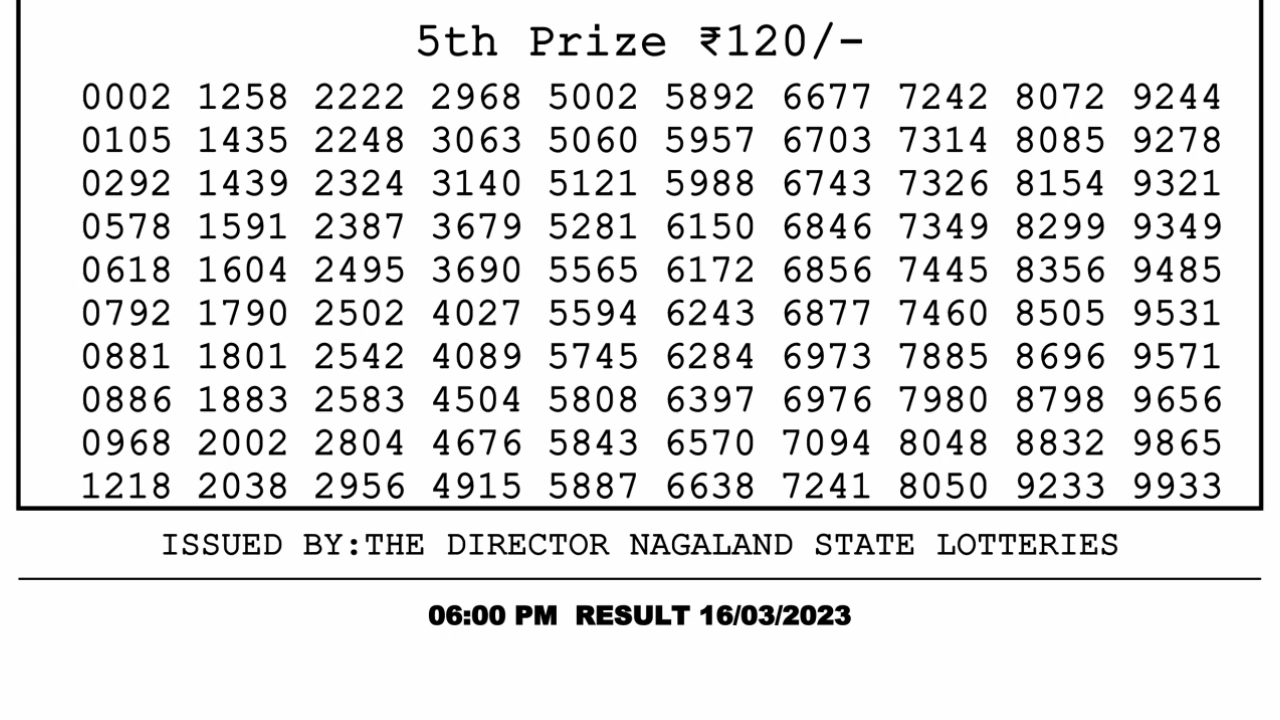 5th Prize ₹120/-
0002 1258 2222 2968 5002 5892 6677 7242 8072 9244
0105 1435 2248 3063 5060 5957 6703 7314 8085 9278
0292 1439 2324 3140 5121 5988 6743 7326 8154 9321
0578 1591 2387 3679 5281 6150 6846 7349 8299 9349
0618 1604 2495 3690 5565 6172 6856 7445 8356 9485
0792 1790 2502 4027 5594 6243 6877 7460 8505 9531
0881 1801 2542 4089 5745 6284 6973 7885 8696 9571
0886 1883 2583 4504 5808 6397 6976 7980 8798 9656
0968 2002 2804 4676 5843 6570 7094 8048 8832 9865
1218 2038 2956 4915 5887 6638 7241 8050 9233 9933
ISSUED BY:THE DIRECTOR NAGALAND STATE LOTTERIES
06:00 PM RESULT 16/03/2023